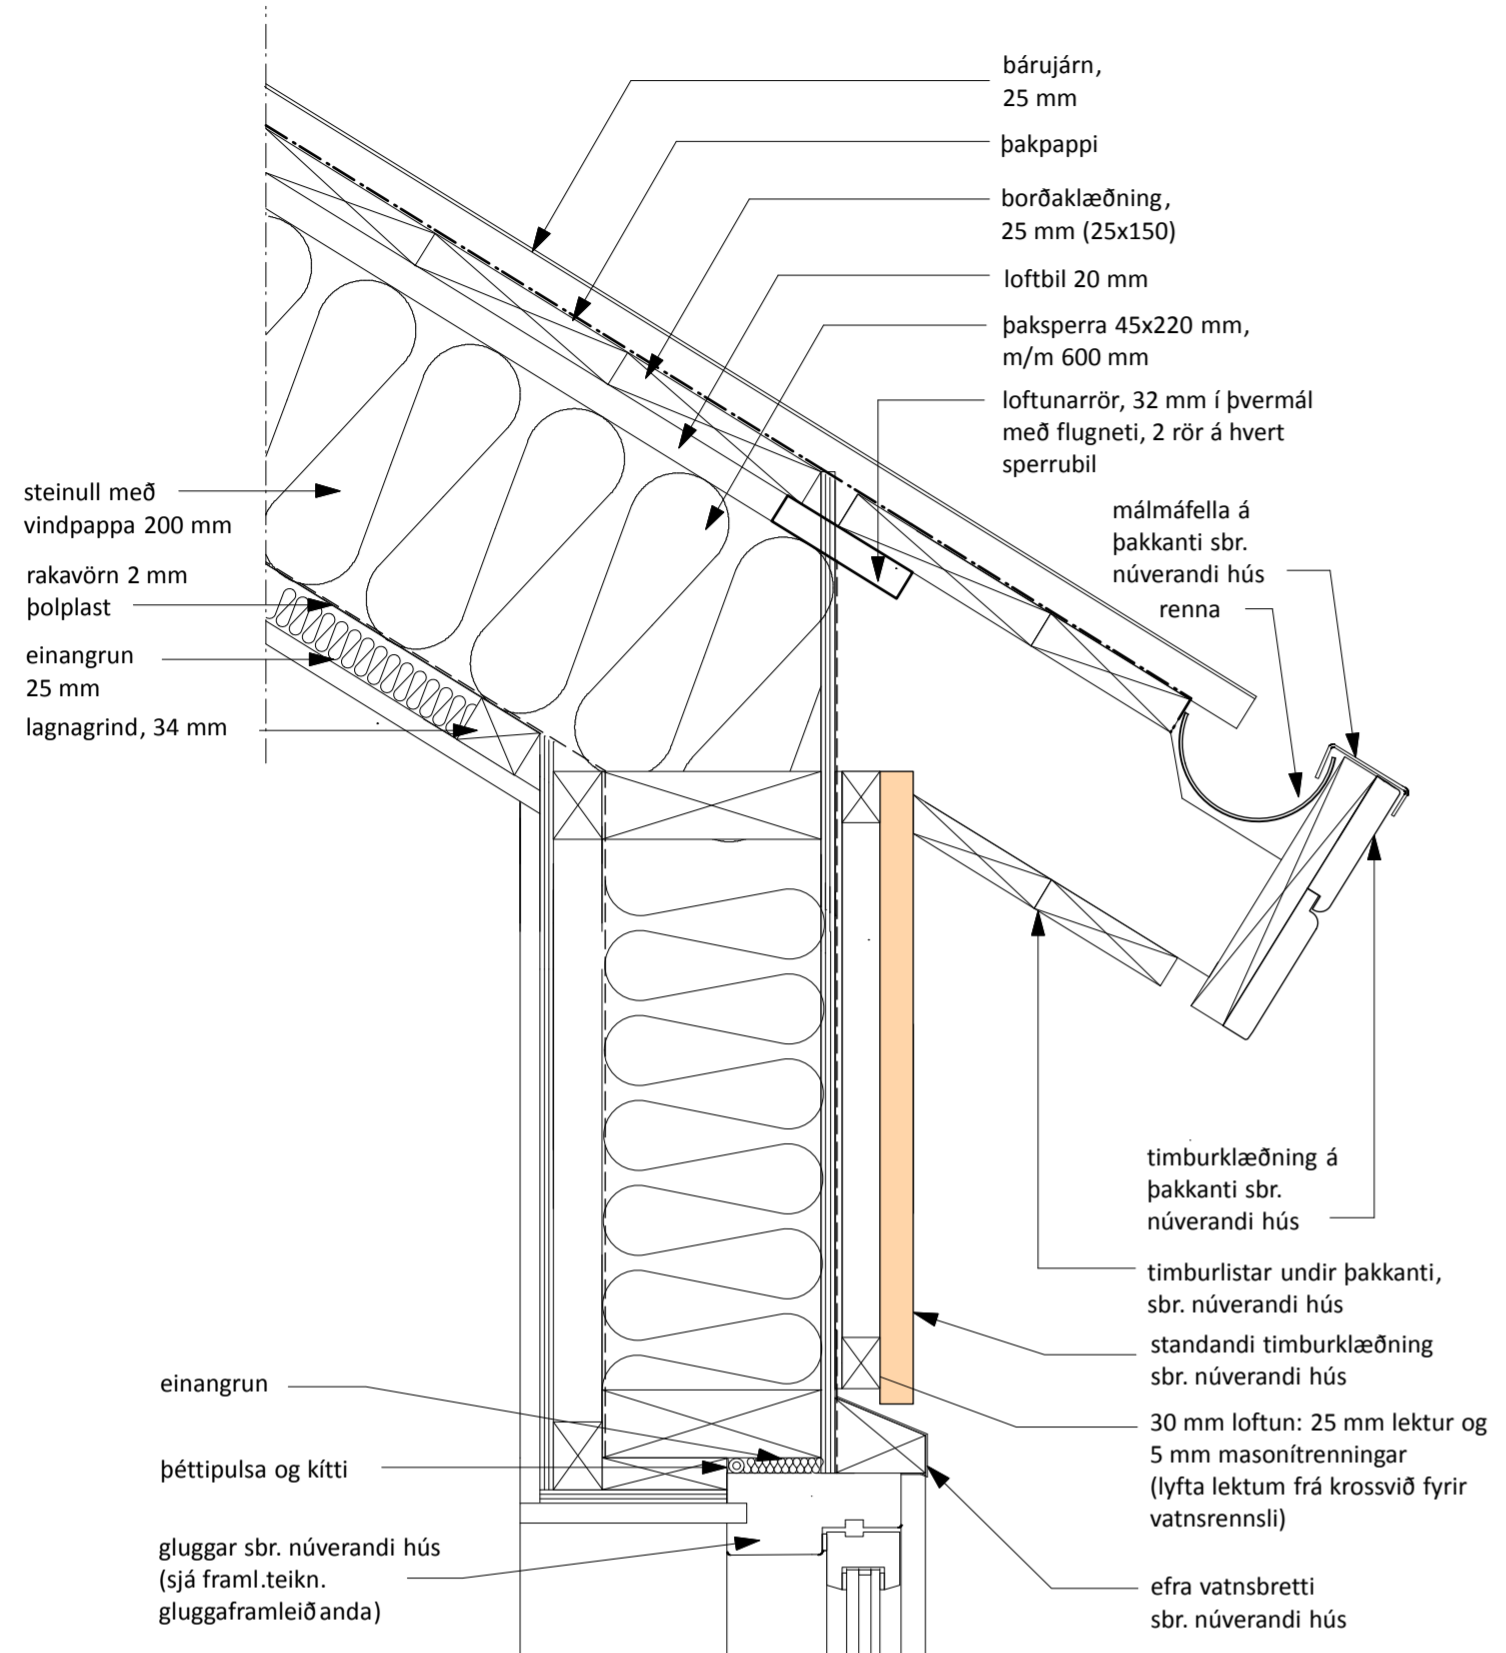 bárujárn,
25 mm
þakpappi
borðaklæðning,
25 mm (25x150)
loftbil 20 mm
þaksperra 45x220 mm,
m/m 600 mm
loftunarrör, 32 mm í þvermál
með flugneti, 2 rör á hvert
sperrubil
málmáfella á
þakkanti sbr.
núverandi hús
renna
steinull með
vindpappa 200 mm
rakavörn 2 mm
þolplast
einangrun
25 mm
lagnagrind, 34 mm
timburklæðning á
þakkanti sbr.
núverandi hús
timburlistar undir þakkanti,
sbr. núverandi hús
standandi timburklæðning
sbr. núverandi hús
30 mm loftun: 25 mm lektur og
5 mm masonítrenningar
(lyfta lektum frá krossvið fyrir
vatnsrennsli)
efra vatnsbretti
sbr. núverandi hús
einangrun
þéttipulsa og kítti
gluggar sbr. núverandi hús
(sjá framl.teikn.
gluggaframleiðanda)